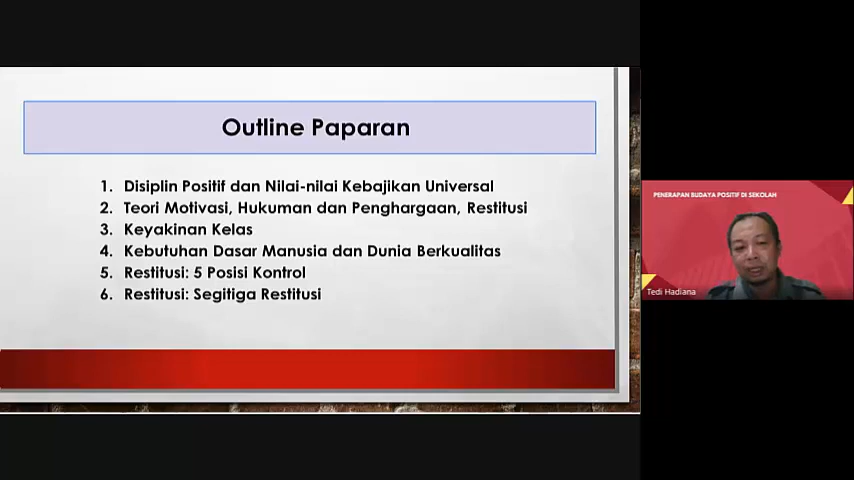 Outline Paparan
1. Disiplin Positif dan Nilai-nilai Kebajikan Universal
2. Teori Motivasi, Hukuman dan Penghargaan, Restitusi
3. Keyakinan Kelas
4. Kebutuhan Dasar Manusia dan Dunia Berkualitas
5. Restitusi: 5 Posisi Kontrol
6. Restitusi: Segitiga Restitusi
PENERAPAN BUDAYA POSITIF DI SEKOLAH
Tedi Hadiana